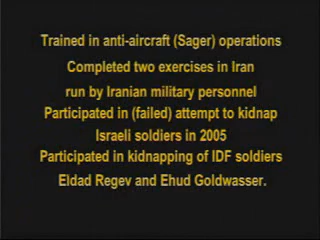 Trained in anti-aircraft (Sager) operations
Completed two exercises in Iran
run by Iranian military personnel
Participated in (failed) attempt to kidnap
Israeli soldiers in 2005
Participated in kidnapping of IDF soldiers
Eldad Regev and Ehud Goldwasser.